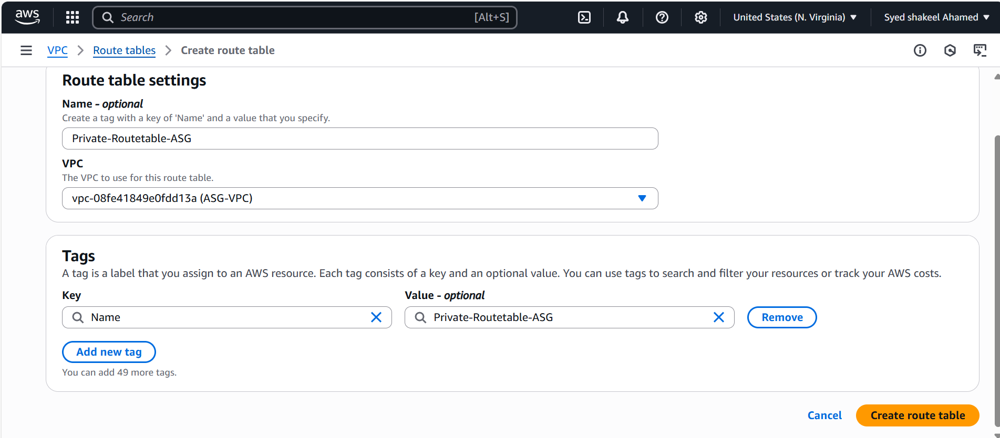 aws Search [Alt+S] United States (N. Virginia) Syed shakeel Ahamed
VPC Route tables Create route table
Route table settings
Name - optional
Create a tag with a key of 'Name' and a value that you specify.
Private-Routetable-ASG
VPC
The VPC to use for this route table.
vpc-08fe41849e0fdd13a (ASG-VPC)
Tags
A tag is a label that you assign to an AWS resource. Each tag consists of a key and an optional value. You can use tags to search and filter your resources or track your AWS costs.
Key Value - optional
Name Private-Routetable-ASG Remove
Add new tag
You can add 49 more tags.
Cancel Create route table